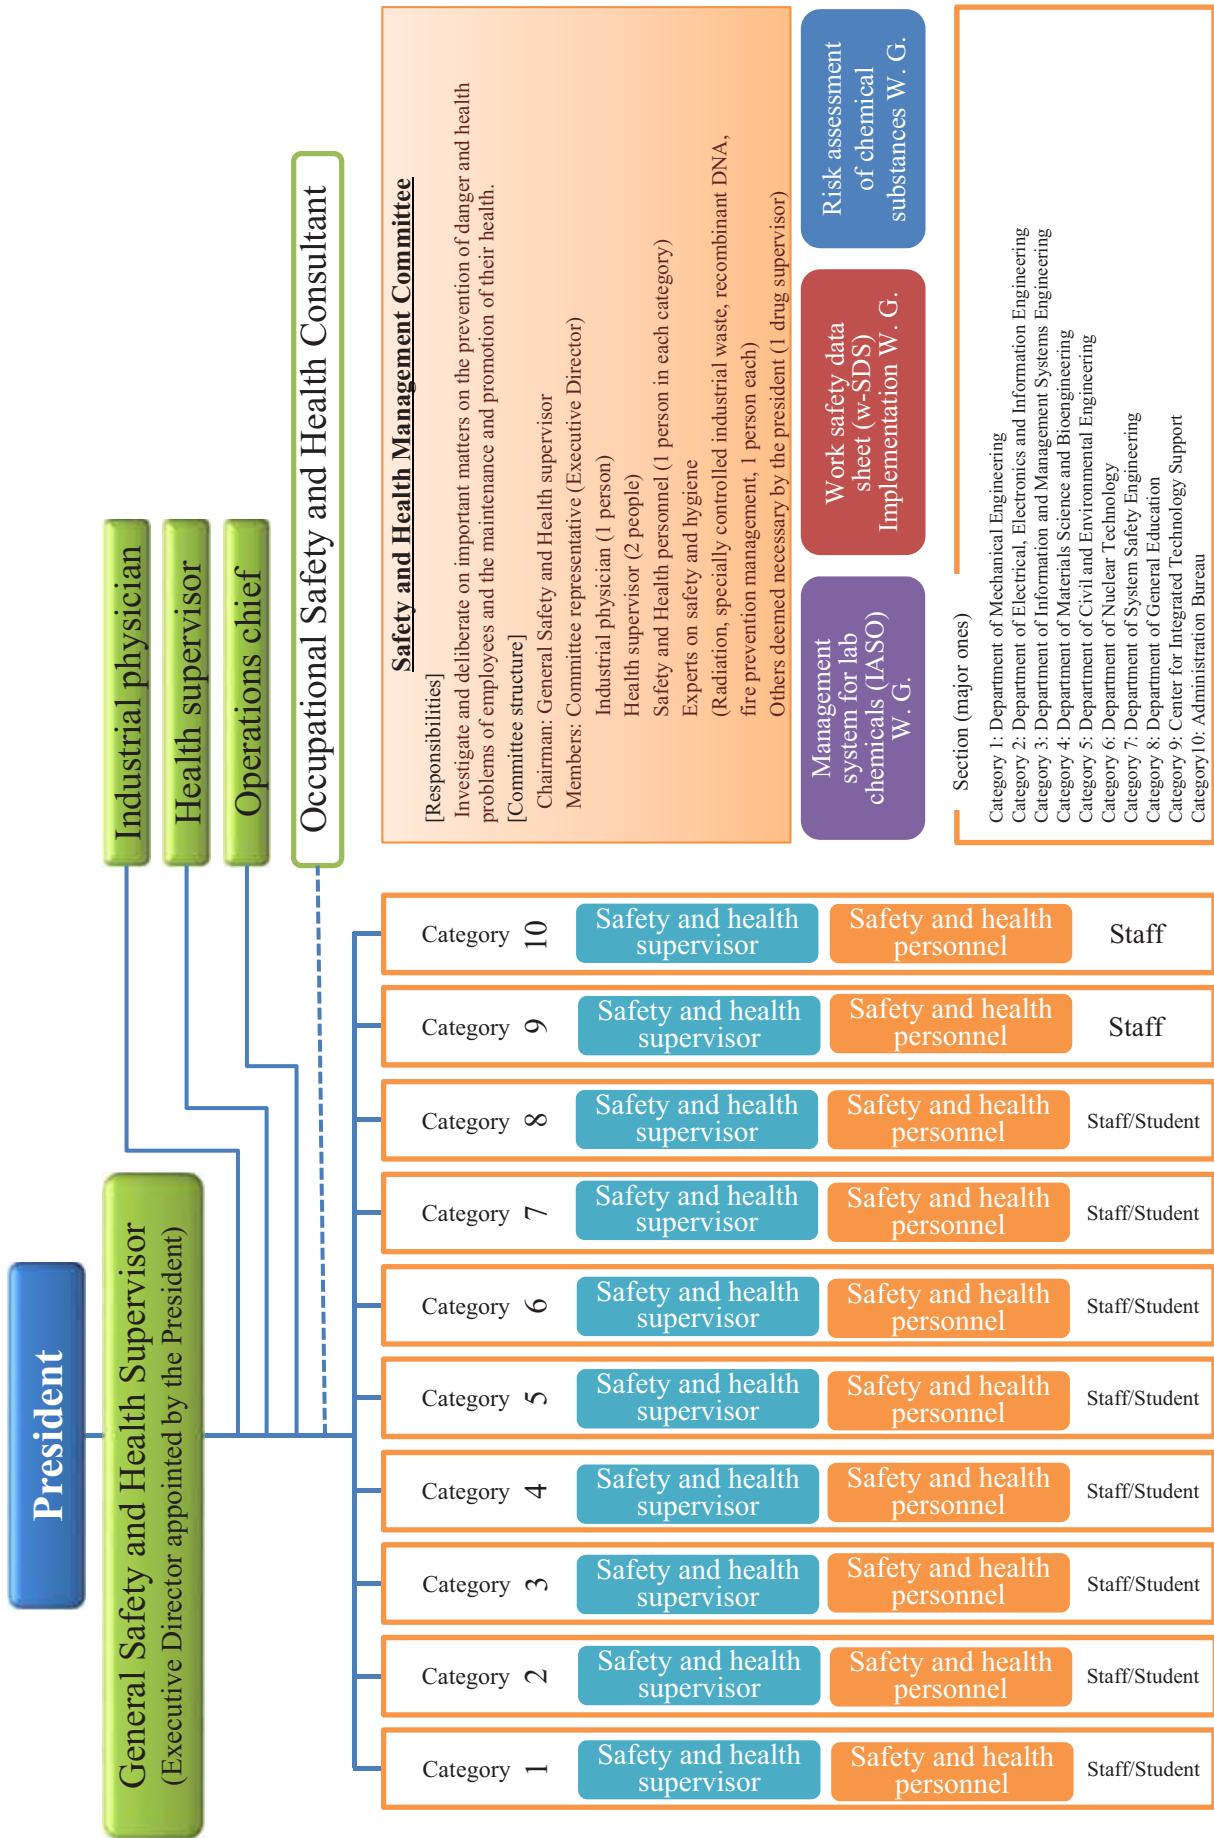 President
General Safety and Health Supervisor
(Executive Director appointed by the President)
Industrial physician
Health supervisor
Operations chief
Occupational Safety and Health Consultant
Category
1
Safety and health
supervisor
Safety and health
personnel
Staff/Student
Category
2
Safety and health
supervisor
Safety and health
personnel
Staff/Student
Category
3
Safety and health
supervisor
Safety and health
personnel
Staff/Student
Category
4
Safety and health
supervisor
Safety and health
personnel
Staff/Student
Category
5
Safety and health
supervisor
Safety and health
personnel
Staff/Student
Category
6
Safety and health
supervisor
Safety and health
personnel
Staff/Student
Category
7
Safety and health
supervisor
Safety and health
personnel
Staff/Student
Category
8
Safety and health
supervisor
Safety and health
personnel
Staff/Student
Category
9
Safety and health
supervisor
Safety and health
personnel
Staff
Category
10
Safety and health
supervisor
Safety and health
personnel
Staff
Safety and Health Management Committee
[Responsibilities]
Investigate and deliberate on important matters on the prevention of danger and health
problems of employees and the maintenance and promotion of their health.
[Committee structure]
Chairman: General Safety and Health supervisor
Members: Committee representative (Executive Director)
Industrial physician (1 person)
Health supervisor (2 people)
Safety and Health personnel (1 person in each category)
Experts on safety and hygiene
(Radiation, specially controlled industrial waste, recombinant DNA,
fire prevention management, 1 person each)
Others deemed necessary by the president (1 drug supervisor)
Management
system for lab
chemicals (IASO)
W. G.
Work safety data
sheet (w-SDS)
Implementation W. G.
Risk assessment
of chemical
substances W. G.
Section (major ones)
Category 1: Department of Mechanical Engineering
Category 2: Department of Electrical, Electronics and Information Engineering
Category 3: Department of Information and Management Systems Engineering
Category 4: Department of Materials Science and Bioengineering
Category 5: Department of Civil and Environmental Engineering
Category 6: Department of Nuclear Technology
Category 7: Department of System Safety Engineering
Category 8: Department of General Education
Category 9: Center for Integrated Technology Support
Category10: Administration Bureau